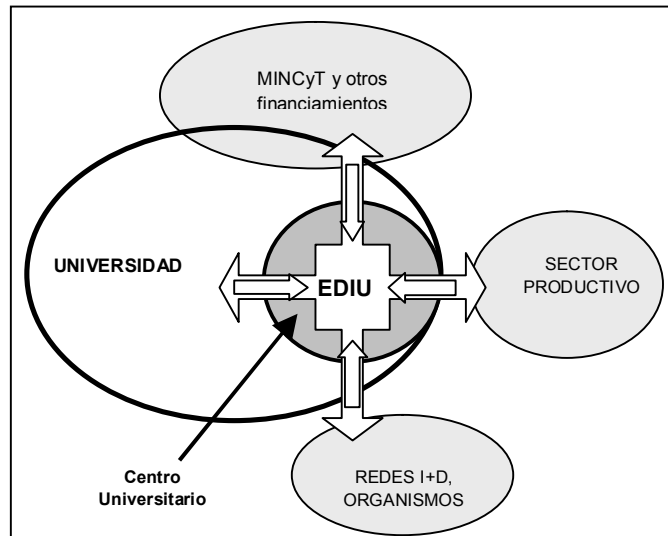 MINCyT y otros
financiamientos
UNIVERSIDAD
EDIU
SECTOR
PRODUCTIVO
Centro
Universitario
REDES I+D,
ORGANISMOS